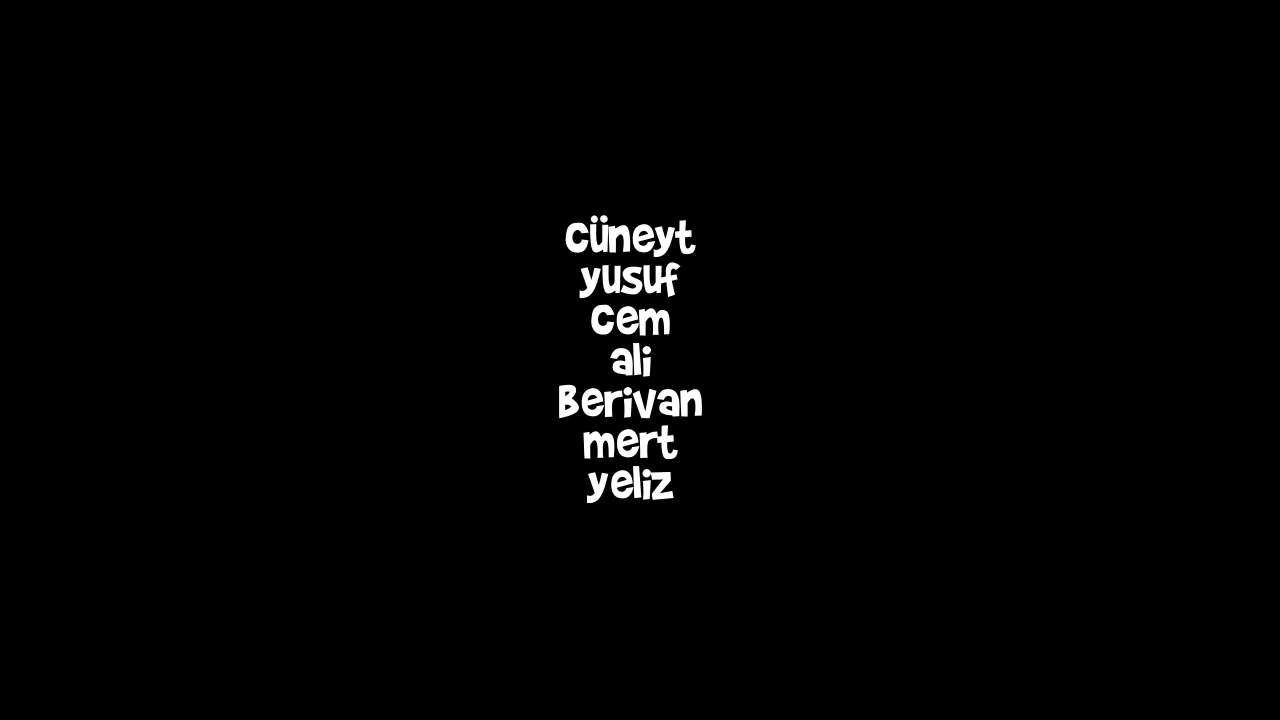 Cüneyt
yusuf
Cem
ali
Berivan
mert
yeliz